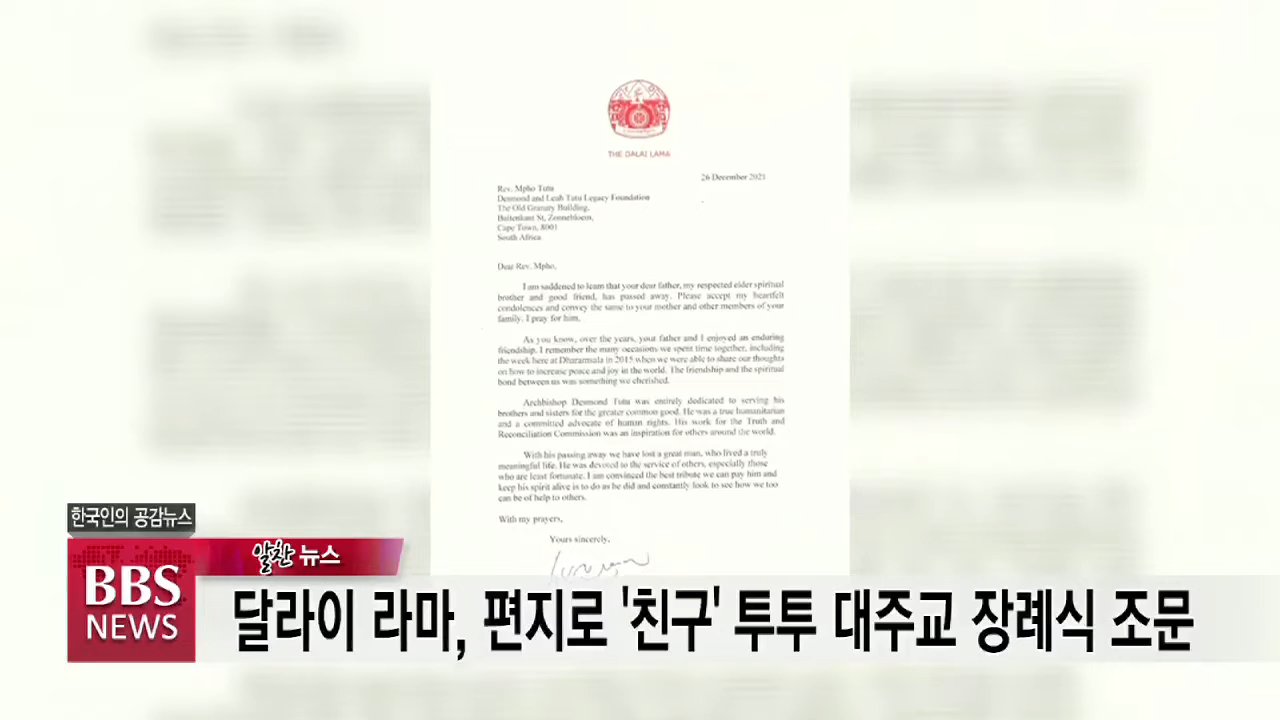 THE DALAI LAMA
26 December 2021
Rev. Mpho Tutu
Desmond and Leah Tutu Legacy Foundation
The Old Granary Building,
Buitenkant St, Zonnebloem,
Cape Town, 8001
South Africa
Dear Rev. Mpho,
I am saddened to learn that your dear father, my respected elder spiritual
brother and good friend, has passed away. Please accept my heartfelt
condolences and convey the same to your mother and other members of your
family. I pray for him.
As you know, over the years, your father and I enjoyed an enduring
friendship. I remember the many occasions we spent time together, including
the week here at Dharamsala in 2015 when we were able to share our thoughts
on how to increase peace and joy in the world. The friendship and the spiritual
bond between us was something we cherished.
Archbishop Desmond Tutu was entirely dedicated to serving his
brothers and sisters for the greater common good. He was a true humanitarian
and a committed advocate of human rights. His work for the Truth and
Reconciliation Commission was an inspiration for others around the world.
With his passing away we have lost a great man, who lived a truly
meaningful life. He was devoted to the service of others, especially those
who are least fortunate. I am convinced the best tribute we can pay him and
keep his spirit alive is to do as he did and constantly look to see how we too
can be of help to others.
With my prayers,
Yours sincerely,
한국인의 공감뉴스
알찬 뉴스
BBS
NEWS
달라이 라마, 편지로 '친구' 투투 대주교 장례식 조문